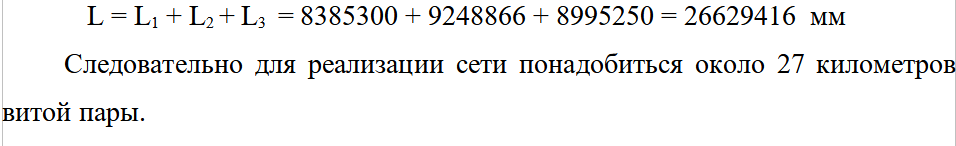 L = L₁ + L₂ + L₃ = 8385300 + 9248866 + 8995250 = 26629416 мм
Следовательно для реализации сети понадобиться около 27 километров
витой пары.